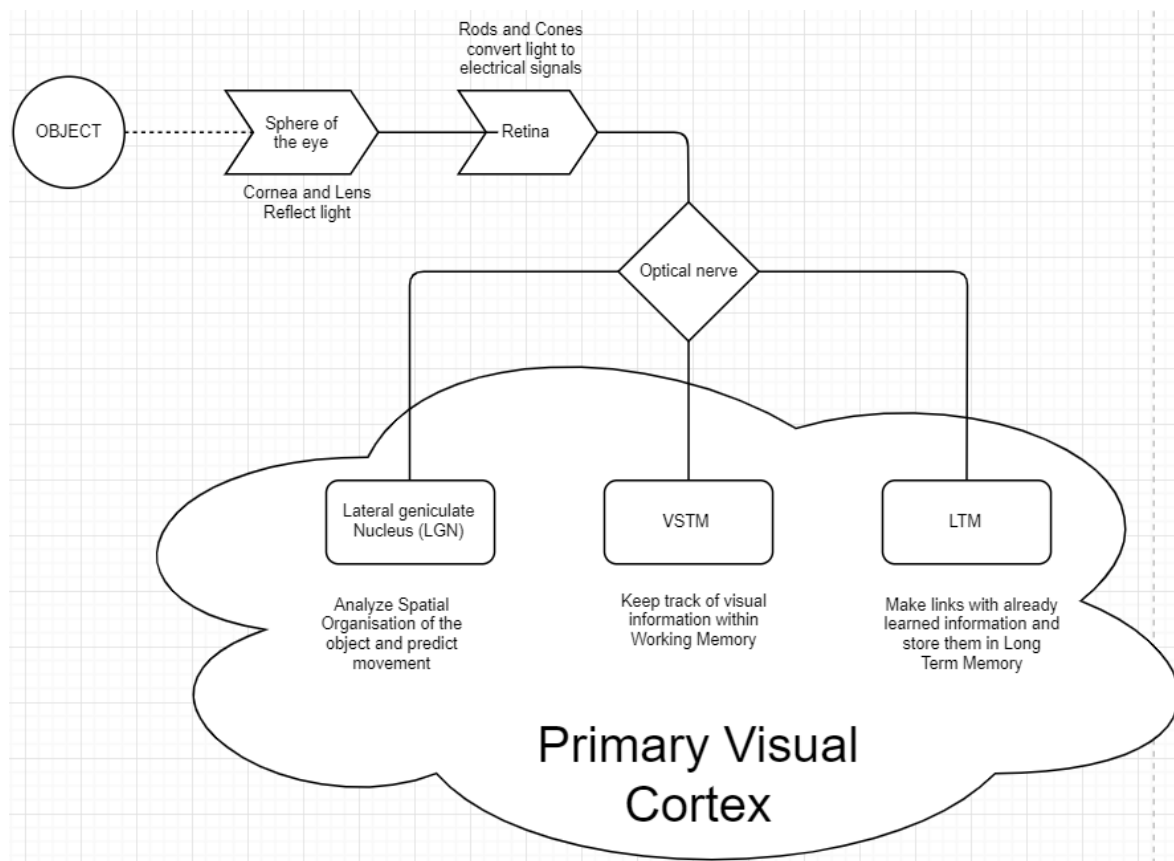 Rods and Cones
convert light to
electrical signals
OBJECT
Sphere of
the eye
Retina
Cornea and Lens
Reflect light
Optical nerve
Lateral geniculate
Nucleus (LGN)
VSTM
LTM
Analyze Spatial
Organisation of the
object and predict
movement
Keep track of visual
information within
Working Memory
Make links with already
learned information and
store them in Long
Term Memory
Primary Visual
Cortex